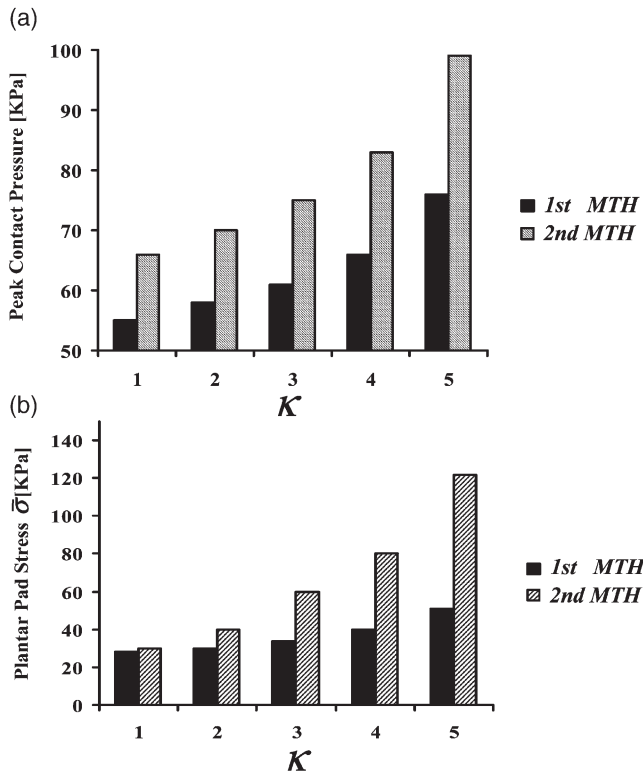 (a)
Peak Contact Pressure [KPa]
100
90
80
70
60
50
1 2 3 4 5
κ
1st MTH
2nd MTH
(b)
Plantar Pad Stress σ̄ [KPa]
140
120
100
80
60
40
20
0
1 2 3 4 5
κ
1st MTH
2nd MTH